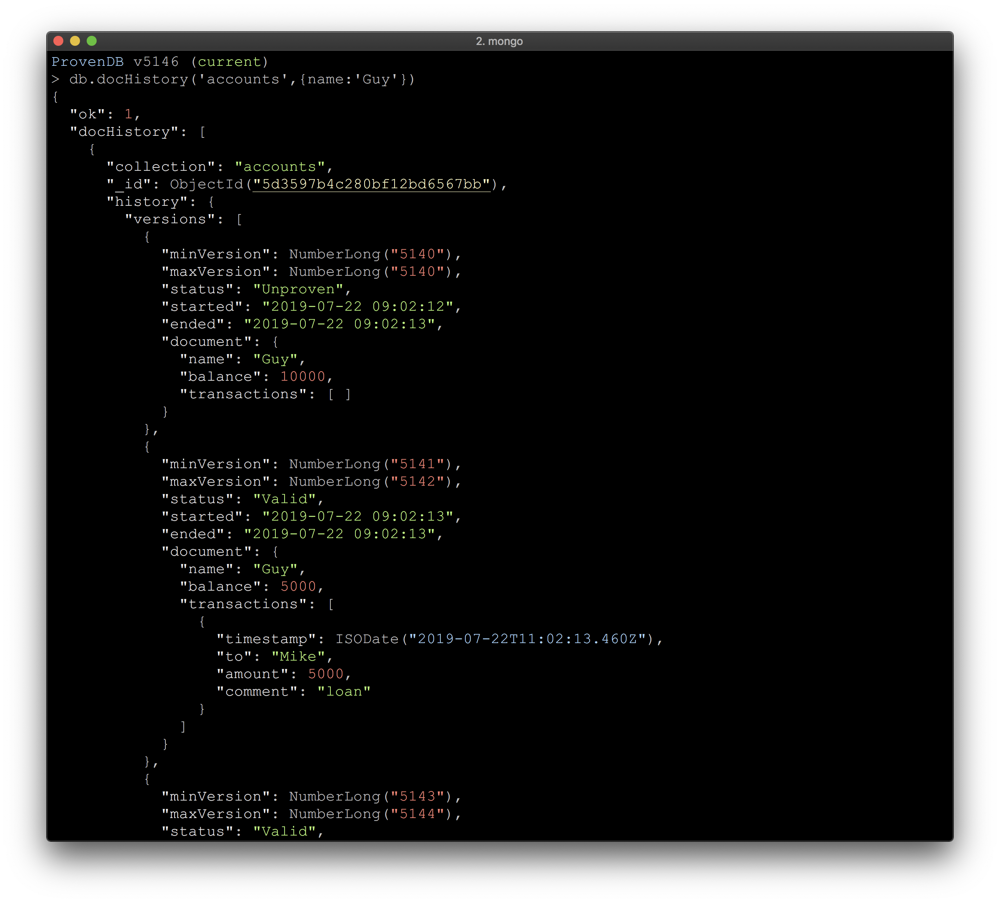 2. mongo
ProvenDB v5146 (current)
> db.docHistory('accounts',{name:'Guy'})
{
  "ok": 1,
  "docHistory": [
    {
      "collection": "accounts",
      "_id": ObjectId("5d3597b4c280bf12bd6567bb"),
      "history": {
        "versions": [
          {
            "minVersion": NumberLong("5140"),
            "maxVersion": NumberLong("5140"),
            "status": "Unproven",
            "started": "2019-07-22 09:02:12",
            "ended": "2019-07-22 09:02:13",
            "document": {
              "name": "Guy",
              "balance": 10000,
              "transactions": [ ]
            }
          },
          {
            "minVersion": NumberLong("5141"),
            "maxVersion": NumberLong("5142"),
            "status": "Valid",
            "started": "2019-07-22 09:02:13",
            "ended": "2019-07-22 09:02:13",
            "document": {
              "name": "Guy",
              "balance": 5000,
              "transactions": [
                {
                  "timestamp": ISODate("2019-07-22T11:02:13.460Z"),
                  "to": "Mike",
                  "amount": 5000,
                  "comment": "loan"
                }
              ]
            }
          },
          {
            "minVersion": NumberLong("5143"),
            "maxVersion": NumberLong("5144"),
            "status": "Valid",